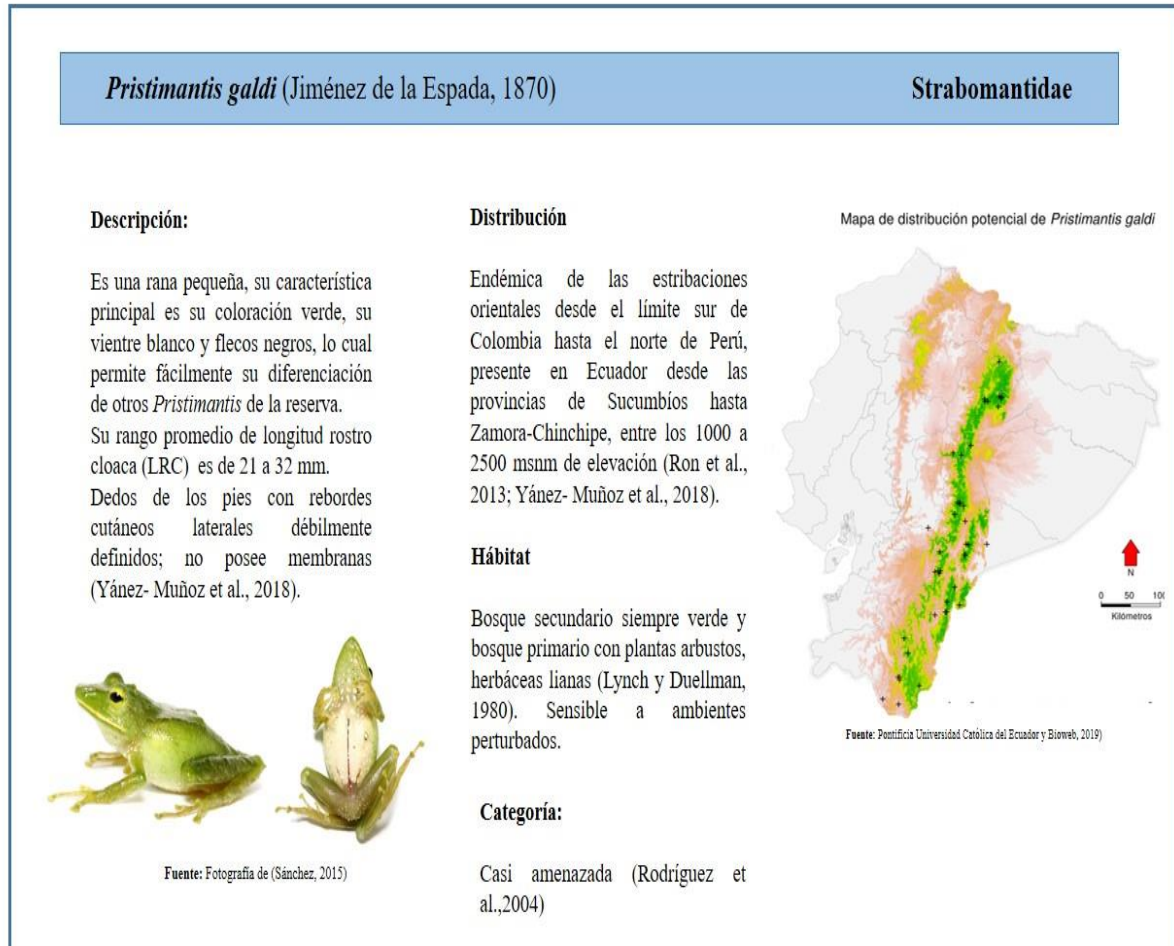 Pristimantis galdi (Jiménez de la Espada, 1870)
Strabomantidae
Descripción:
Es una rana pequeña, su característica
principal es su coloración verde, su
vientre blanco y flecos negros, lo cual
permite fácilmente su diferenciación
de otros Pristimantis de la reserva.
Su rango promedio de longitud rostro
cloaca (LRC) es de 21 a 32 mm.
Dedos de los pies con rebordes
cutáneos laterales débilmente
definidos; no posee membranas
(Yánez- Muñoz et al., 2018).
Fuente: Fotografía de (Sánchez, 2015)
Distribución
Endémica de las estribaciones
orientales desde el límite sur de
Colombia hasta el norte de Perú,
presente en Ecuador desde las
provincias de Sucumbíos hasta
Zamora-Chinchipe, entre los 1000 a
2500 msnm de elevación (Ron et al.,
2013; Yánez- Muñoz et al., 2018).
Hábitat
Bosque secundario siempre verde y
bosque primario con plantas arbustos,
herbáceas lianas (Lynch y Duellman,
1980). Sensible a ambientes
perturbados.
Categoría:
Casi amenazada (Rodríguez et
al.,2004)
Mapa de distribución potencial de Pristimantis galdi
N
0 50 100
Kilómetros
Fuente: Pontificia Universidad Católica del Ecuador y Bioweb, 2019)